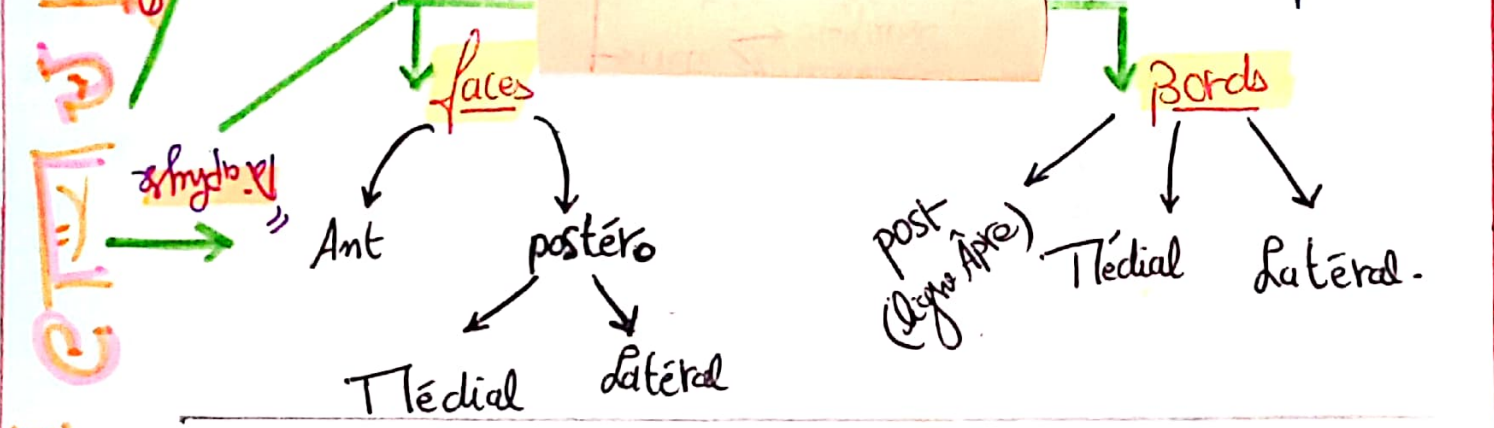 faces
Bords
Diaphyse
Ant
postéro
post
(ligne Âpre)
Médial
Latéral.
Médial
Latéral